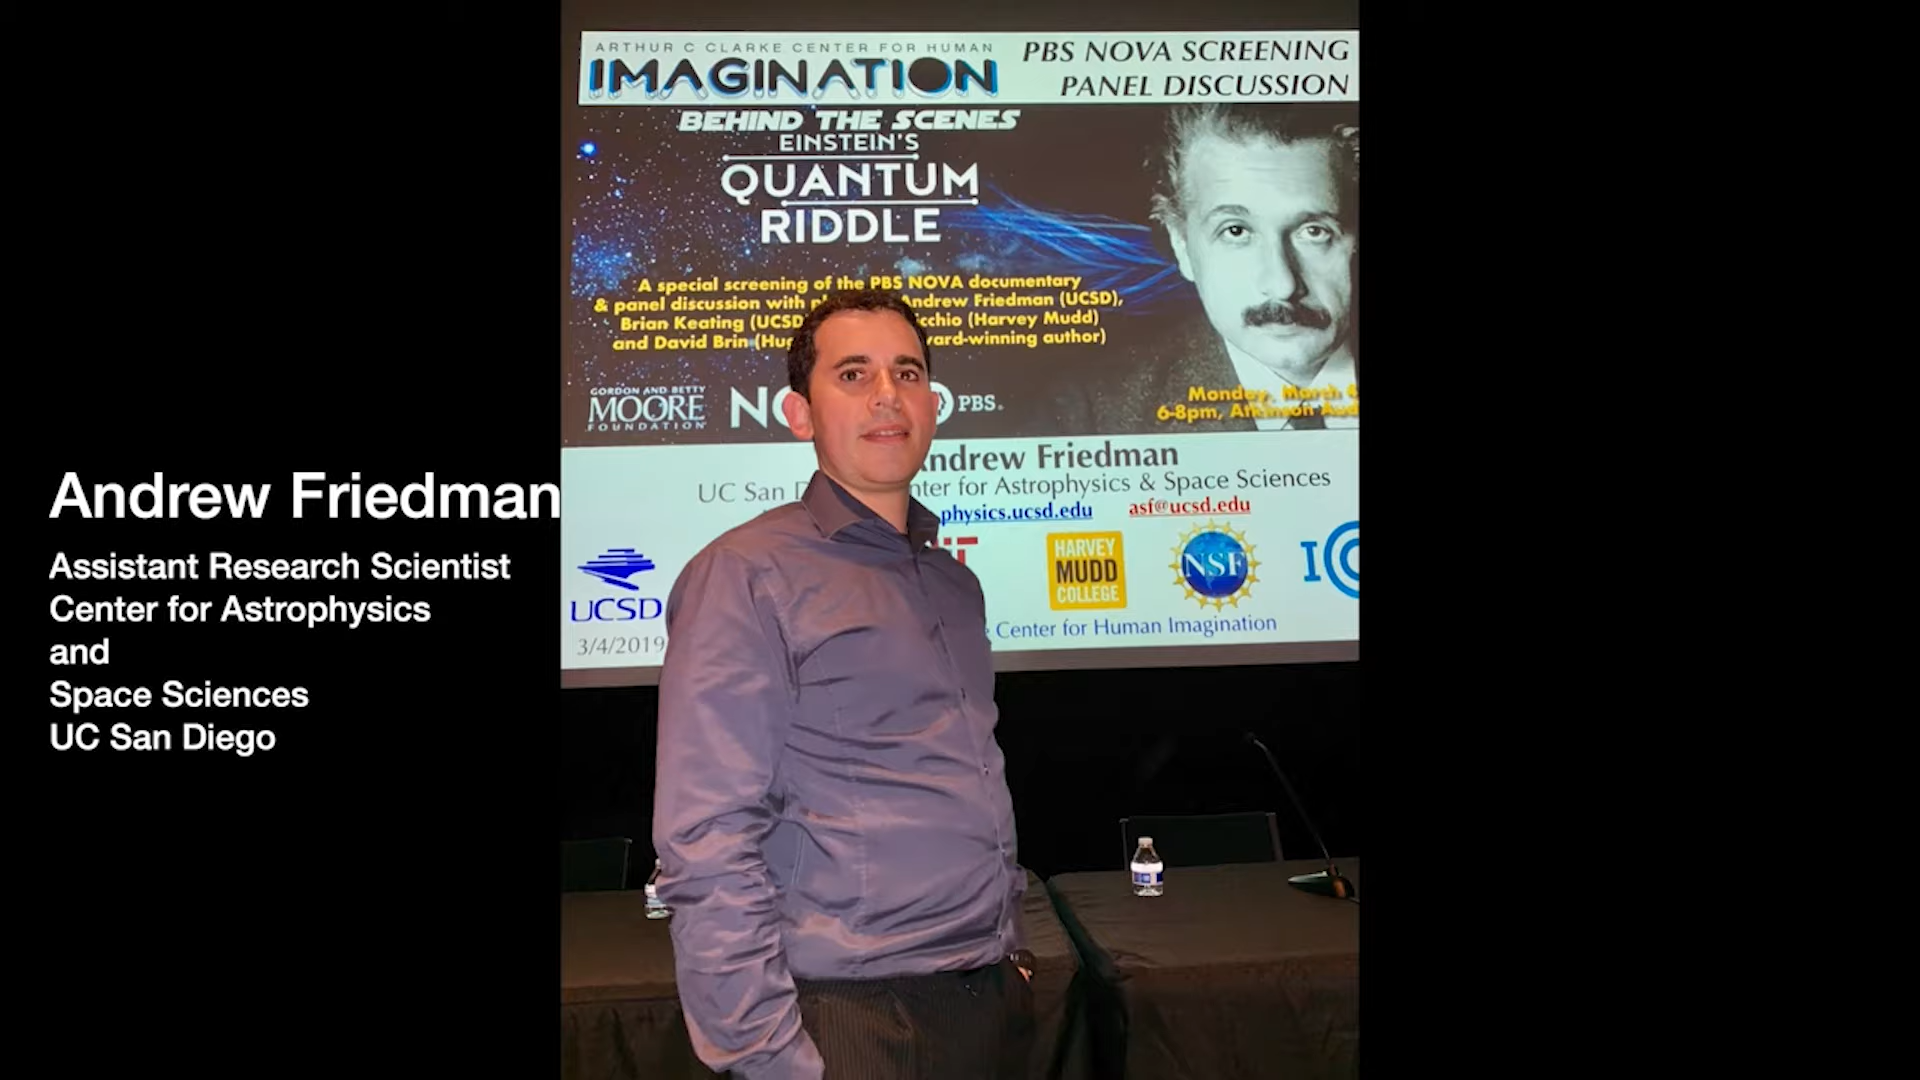 Andrew Friedman
Assistant Research Scientist
Center for Astrophysics
and
Space Sciences
UC San Diego
ARTHUR C CLARKE CENTER FOR HUMAN
IMAGINATION
PBS NOVA SCREENING
PANEL DISCUSSION
BEHIND THE SCENES
EINSTEIN'S
QUANTUM
RIDDLE
A special screening of the PBS NOVA documentary
& panel discussion with Andrew Friedman (UCSD),
Brian Keating (UCSD (Harvey Mudd)
and David Brin author)
GORDON AND BETTY
MOORE
FOUNDATION
PBS.
Monday, March
6-8pm,
Andrew Friedman
UC San for Astrophysics & Space Sciences
physics.ucsd.edu asf@ucsd.edu
UCSD
HARVEY
MUDD
COLLEGE
NSF
3/4/2019
Center for Human Imagination